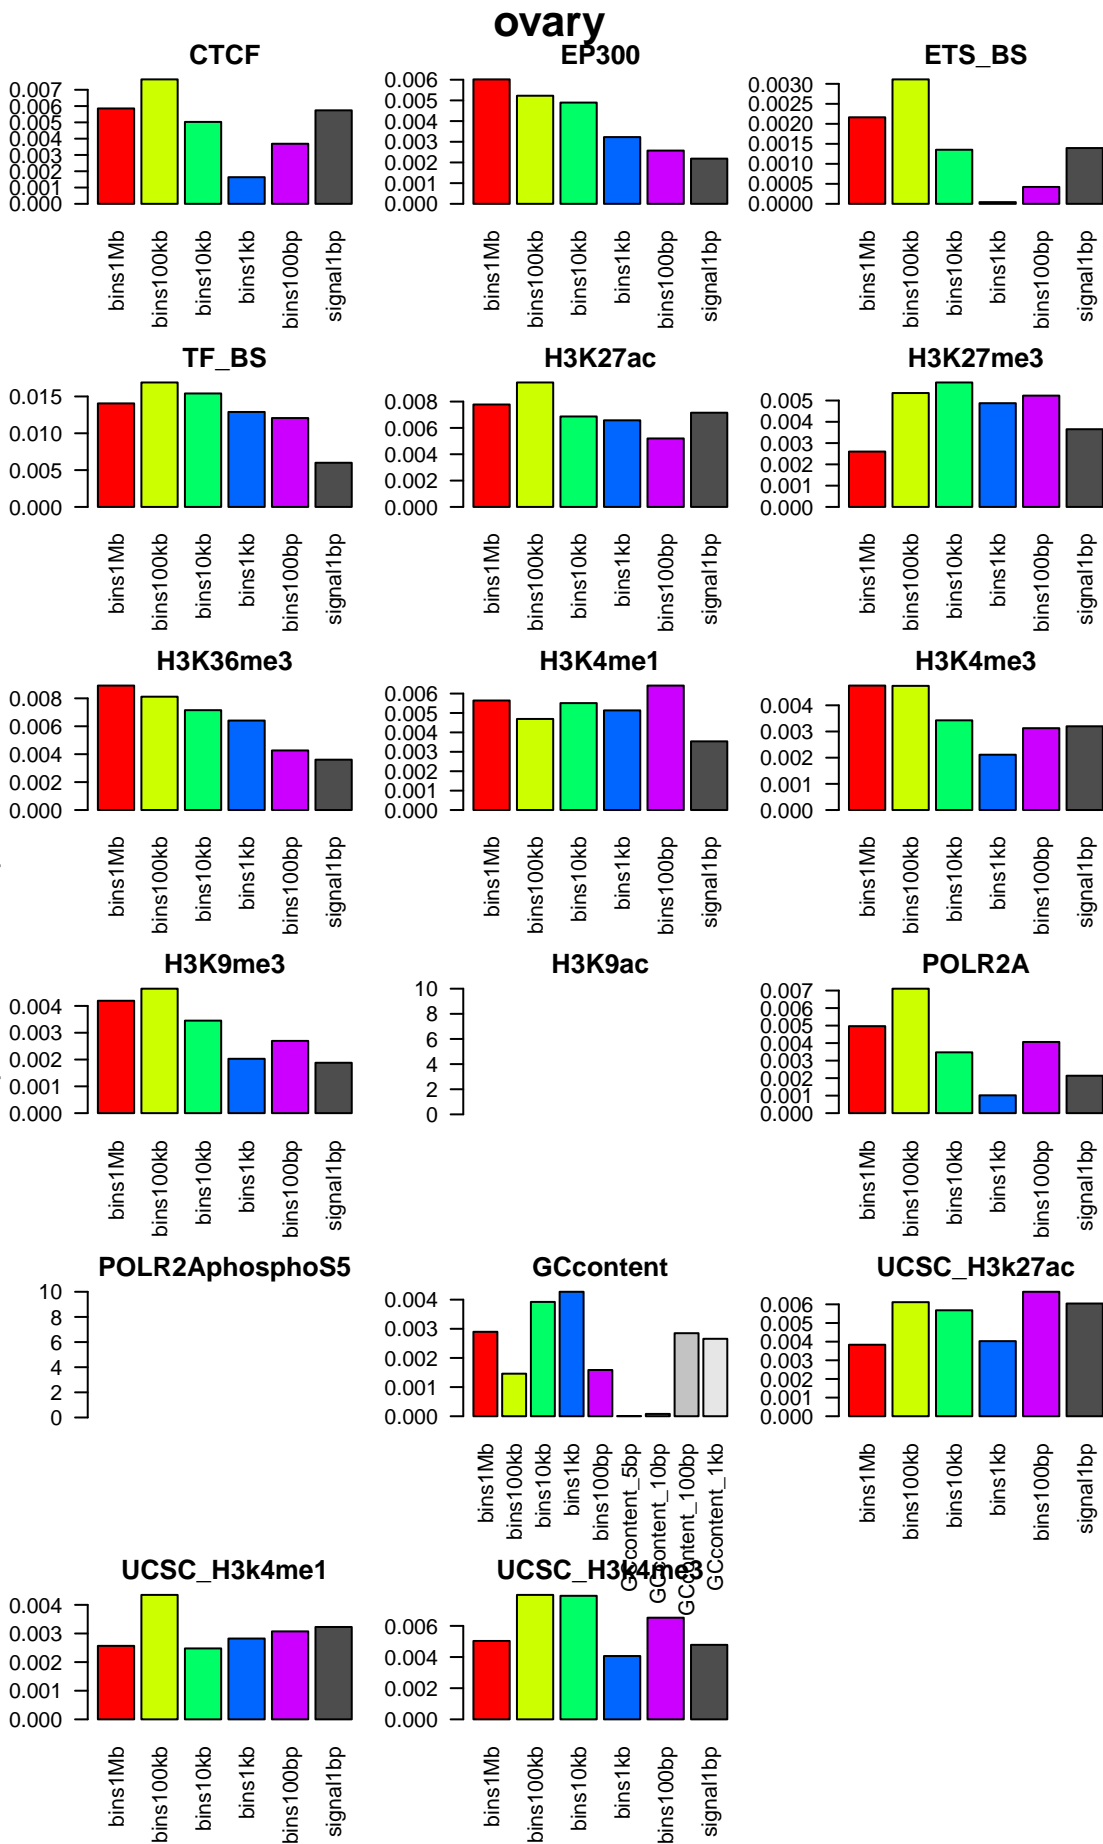 ovary
CTCF
0.007
0.006
0.005
0.004
0.003
0.002
0.001
0.000
bins1Mb
bins100kb
bins10kb
bins1kb
bins100bp
signal1bp
EP300
0.006
0.005
0.004
0.003
0.002
0.001
0.000
bins1Mb
bins100kb
bins10kb
bins1kb
bins100bp
signal1bp
ETS_BS
0.0030
0.0020
0.0010
0.0005
0.0000
bins1Mb
bins100kb
bins10kb
bins1kb
bins100bp
signal1bp
TF_BS
0.015
0.010
0.005
0.000
bins1Mb
bins100kb
bins10kb
bins1kb
bins100bp
signal1bp
H3K27ac
0.008
0.006
0.004
0.002
0.000
bins1Mb
bins100kb
bins10kb
bins1kb
bins100bp
signal1bp
H3K27me3
0.005
0.004
0.003
0.002
0.001
0.000
bins1Mb
bins100kb
bins10kb
bins1kb
bins100bp
signal1bp
H3K36me3
0.008
0.006
0.004
0.002
0.000
bins1Mb
bins100kb
bins10kb
bins1kb
bins100bp
signal1bp
H3K4me1
0.006
0.005
0.004
0.003
0.002
0.001
0.000
bins1Mb
bins100kb
bins10kb
bins1kb
bins100bp
signal1bp
H3K4me3
0.004
0.003
0.002
0.001
0.000
bins1Mb
bins100kb
bins10kb
bins1kb
bins100bp
signal1bp
H3K9me3
0.004
0.003
0.002
0.001
0.000
bins1Mb
bins100kb
bins10kb
bins1kb
bins100bp
signal1bp
H3K9ac
10
8
6
4
2
0
POLR2A
0.007
0.006
0.005
0.004
0.003
0.002
0.001
0.000
bins1Mb
bins100kb
bins10kb
bins1kb
bins100bp
signal1bp
POLR2AphosphoS5
10
8
6
4
2
0
GCcontent
0.004
0.003
0.002
0.001
0.000
bins1Mb
bins100kb
bins10kb
bins1kb
bins100bp
GCcontent_5bp
GCcontent_10bp
GCcontent_100bp
GCcontent_1kb
UCSC_H3k27ac
0.006
0.005
0.004
0.003
0.002
0.001
0.000
bins1Mb
bins100kb
bins10kb
bins1kb
bins100bp
signal1bp
UCSC_H3k4me1
0.004
0.003
0.002
0.001
0.000
bins1Mb
bins100kb
bins10kb
bins1kb
bins100bp
signal1bp
UCSC_H3k4me3
0.006
0.004
0.002
0.000
bins1Mb
bins100kb
bins10kb
bins1kb
bins100bp
signal1bp